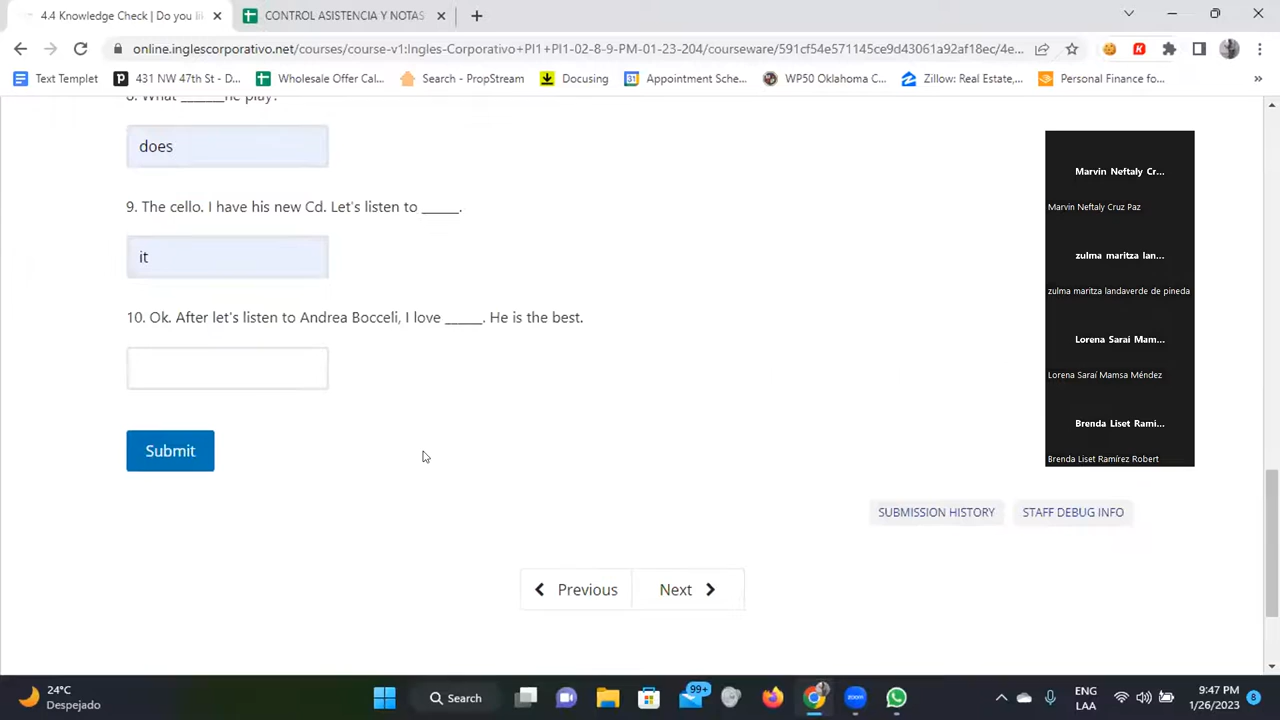 4.4 Knowledge Check | Do you li
CONTROL ASISTENCIA Y NOTAS
online.inglescorporativo.net/courses/course-v1:Ingles-Corporativo+PI1+PI1-02-8-9-PM-01-23-204/courseware/591cf54e571145ce9d43061a92af18ec/4e...
Text Templet
431 NW 47th St - D...
Wholesale Offer Cal...
Search - PropStream
Docusing
Appointment Sche...
WP50 Oklahoma C...
Zillow: Real Estate,...
Personal Finance fo...
What ______he play?
does
9. The cello. I have his new Cd. Let's listen to _____.
it
10. Ok. After let's listen to Andrea Bocceli, I love _____. He is the best.
Submit
Marvin Neftaly Cr...
Marvin Neftaly Cruz Paz
zulma maritza lan...
zulma maritza landaverde de pineda
Lorena Sarai Mam...
Lorena Saraí Mamsa Méndez
Brenda Liset Rami...
Brenda Liset Ramírez Robert
SUBMISSION HISTORY
STAFF DEBUG INFO
Previous
Next
24°C
Despejado
Search
99+
zoom
ENG
LAA
9:47 PM
1/26/2023
8